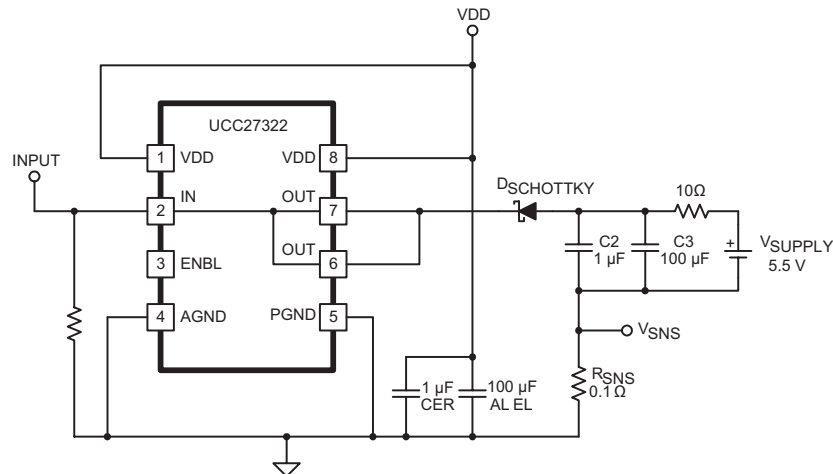 VDD
UCC27322
INPUT
1 VDD
VDD 8
IN
2
OUT 7
DSCHOTTKY
10Ω
3 ENBL
OUT
6
C2
1 µF
C3
100 µF
+
VSUPPLY
5.5 V
4 AGND
PGND 5
VSNS
1 µF
CER
100 µF
AL EL
RSNS
0.1 Ω